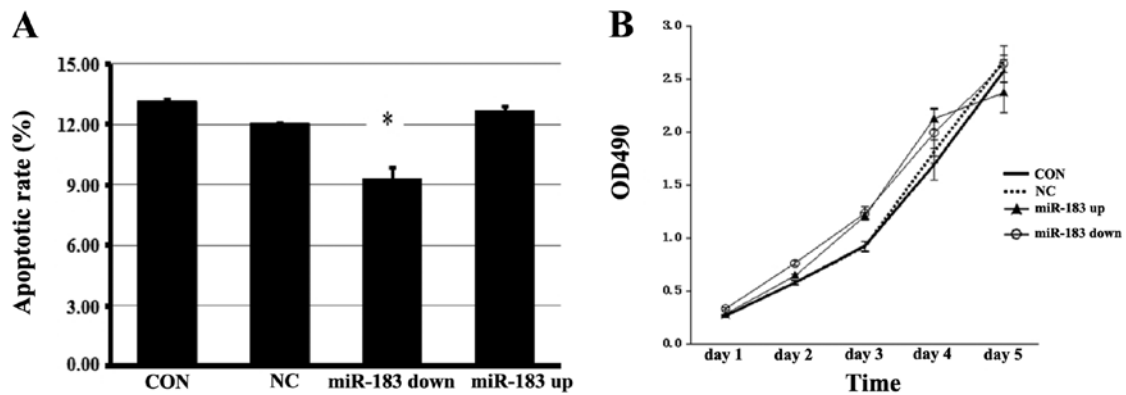 A
15.00
12.00
9.00
6.00
3.00
0.00
Apoptotic rate (%)
*
CON NC miR-183 down miR-183 up
B
3.0
2.5
2.0
1.5
1.0
0.5
0.0
OD490
CON
NC
miR-183 up
miR-183 down
day 1 day 2 day 3 day 4 day 5
Time